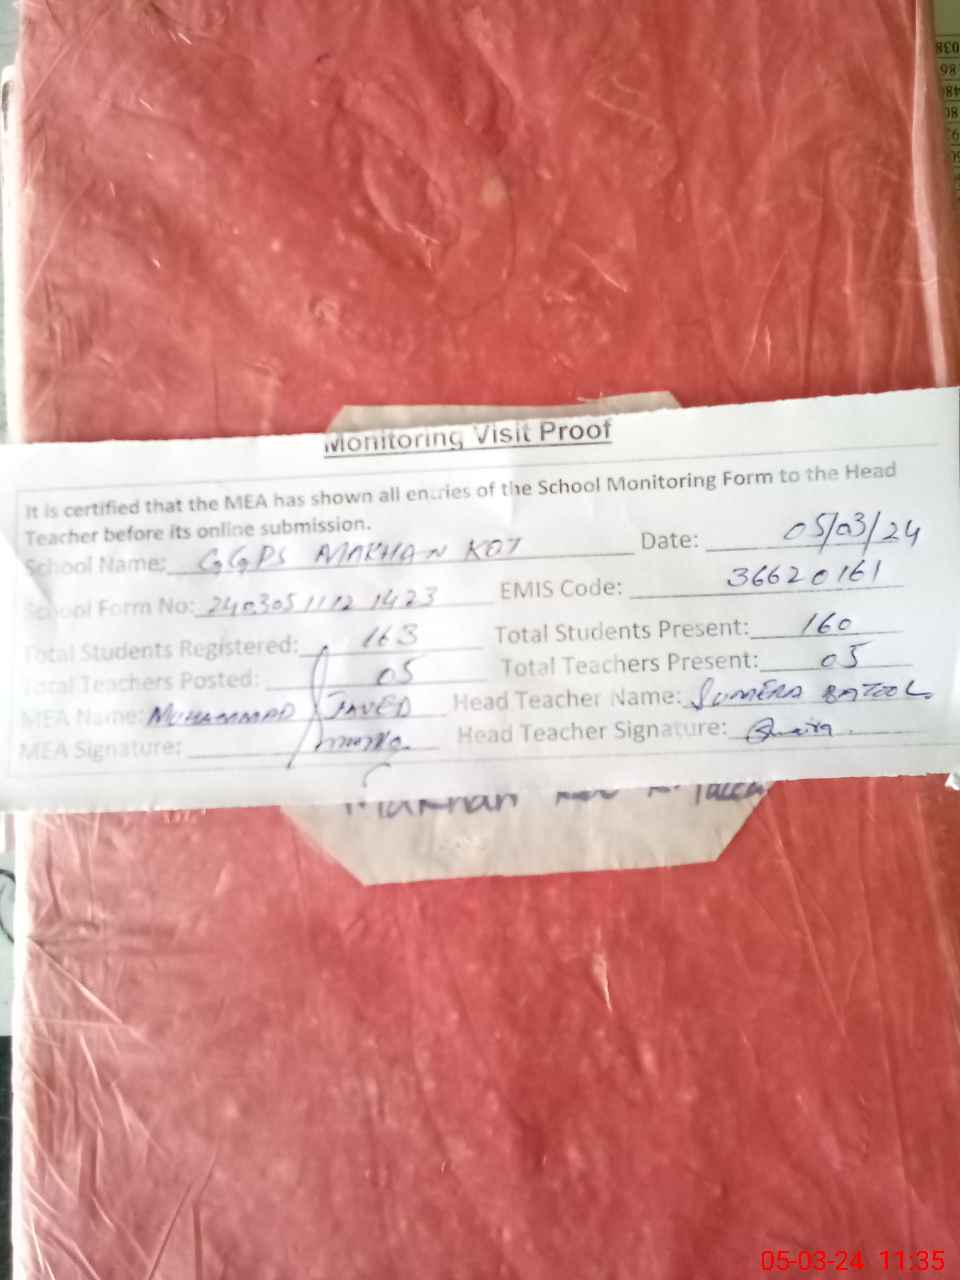 Monitoring Visit Proof
It is certified that the MEA has shown all entries of the School Monitoring Form to the Head
Teacher before its online submission.
School Name: GGPS MAKHAN KOT Date: 05/03/24
School Form No: 24030511121423 EMIS Code: 36620161
Total Students Registered: 163 Total Students Present: 160
Total Teachers Posted: 05 Total Teachers Present: 05
MEA Name: MUHAMMAD JAVED Head Teacher Name: SUMERA BATOOL
MEA Signature: Head Teacher Signature:
Makhan
05-03-24 11:35